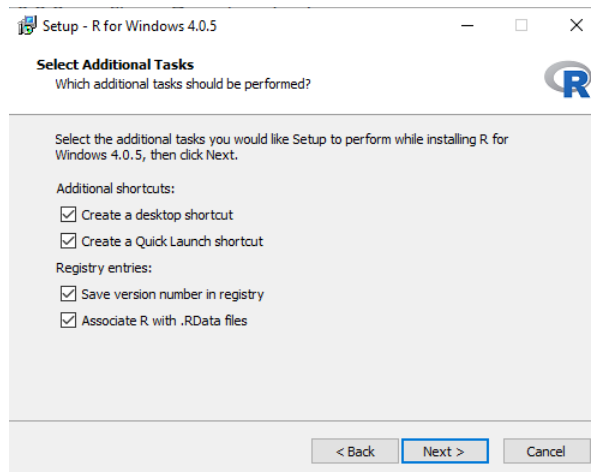 Setup - R for Windows 4.0.5
Select Additional Tasks
Which additional tasks should be performed?
R
Select the additional tasks you would like Setup to perform while installing R for
Windows 4.0.5, then click Next.
Additional shortcuts:
Create a desktop shortcut
Create a Quick Launch shortcut
Registry entries:
Save version number in registry
Associate R with .RData files
< Back Next > Cancel